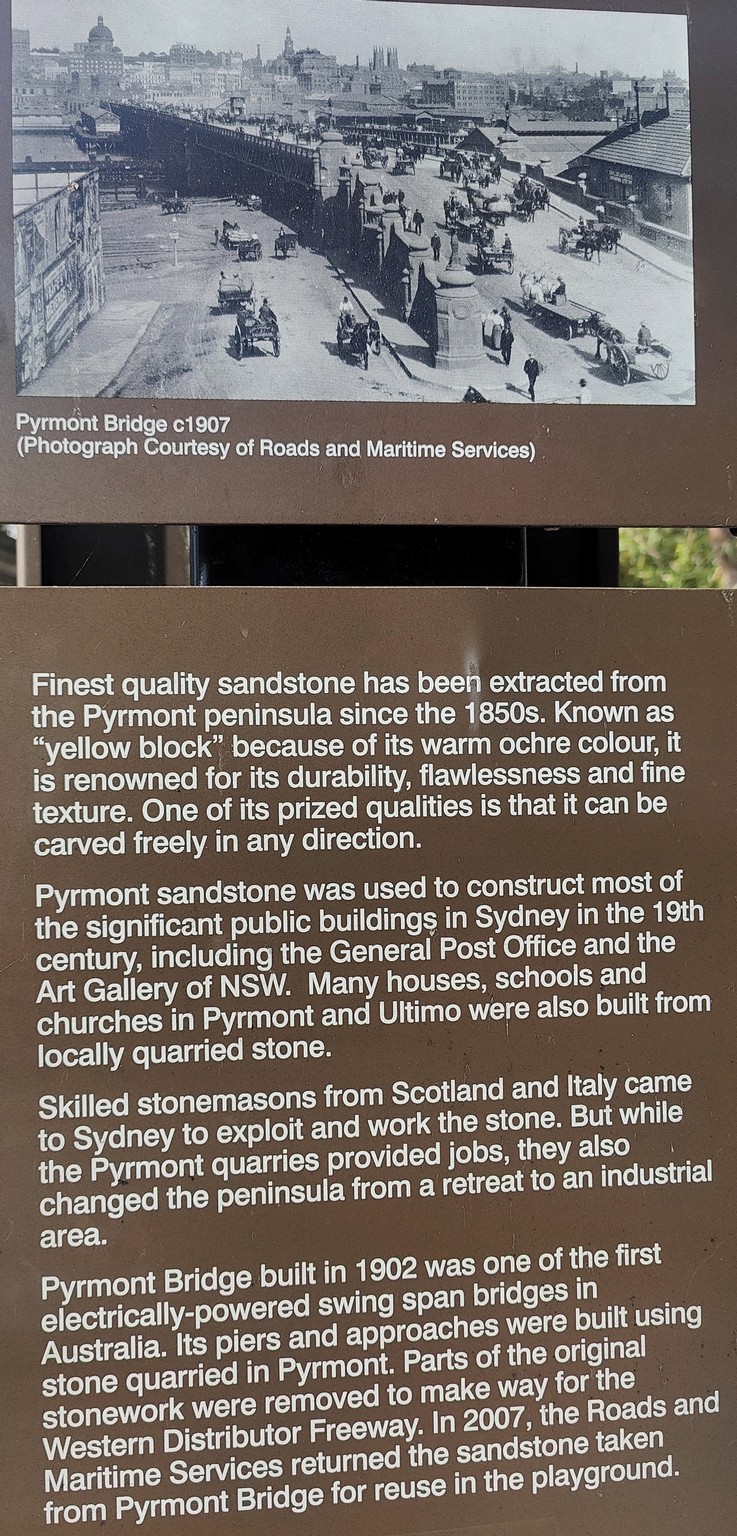 Pyrmont Bridge c1907
(Photograph Courtesy of Roads and Maritime Services)
Finest quality sandstone has been extracted from
the Pyrmont peninsula since the 1850s. Known as
“yellow block” because of its warm ochre colour, it
is renowned for its durability, flawlessness and fine
texture. One of its prized qualities is that it can be
carved freely in any direction.
Pyrmont sandstone was used to construct most of
the significant public buildings in Sydney in the 19th
century, including the General Post Office and the
Art Gallery of NSW.  Many houses, schools and
churches in Pyrmont and Ultimo were also built from
locally quarried stone.
Skilled stonemasons from Scotland and Italy came
to Sydney to exploit and work the stone. But while
the Pyrmont quarries provided jobs, they also
changed the peninsula from a retreat to an industrial
area.
Pyrmont Bridge built in 1902 was one of the first
electrically-powered swing span bridges in
Australia. Its piers and approaches were built using
stone quarried in Pyrmont. Parts of the original
stonework were removed to make way for the
Western Distributor Freeway. In 2007, the Roads and
Maritime Services returned the sandstone taken
from Pyrmont Bridge for reuse in the playground.